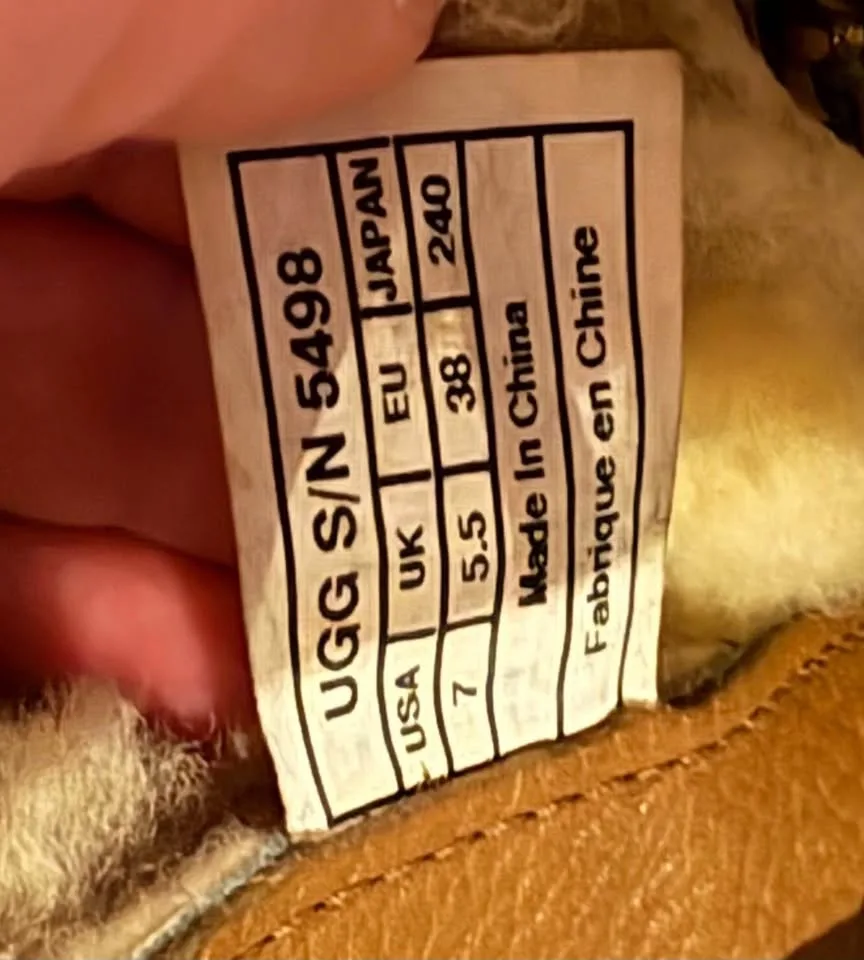 UGG S/N 5498
USA UK EU JAPAN
7 5.5 38 240
Made In China
Fabrique en Chine